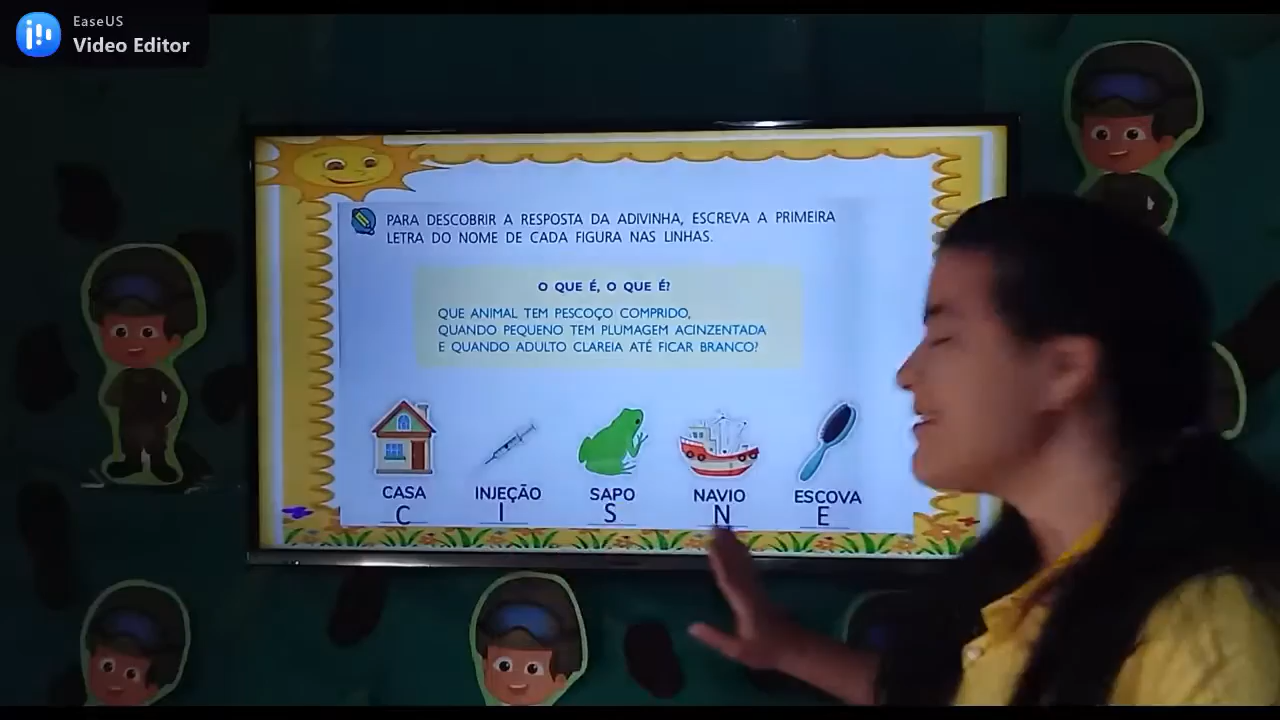 EaseUS
Video Editor
PARA DESCOBRIR A RESPOSTA DA ADIVINHA, ESCREVA A PRIMEIRA
LETRA DO NOME DE CADA FIGURA NAS LINHAS.
O QUE É, O QUE É?
QUE ANIMAL TEM PESCOÇO COMPRIDO,
QUANDO PEQUENO TEM PLUMAGEM ACINZENTADA
E QUANDO ADULTO CLAREIA ATÉ FICAR BRANCO?
CASA INJEÇÃO SAPO NAVIO ESCOVA
C I S N E